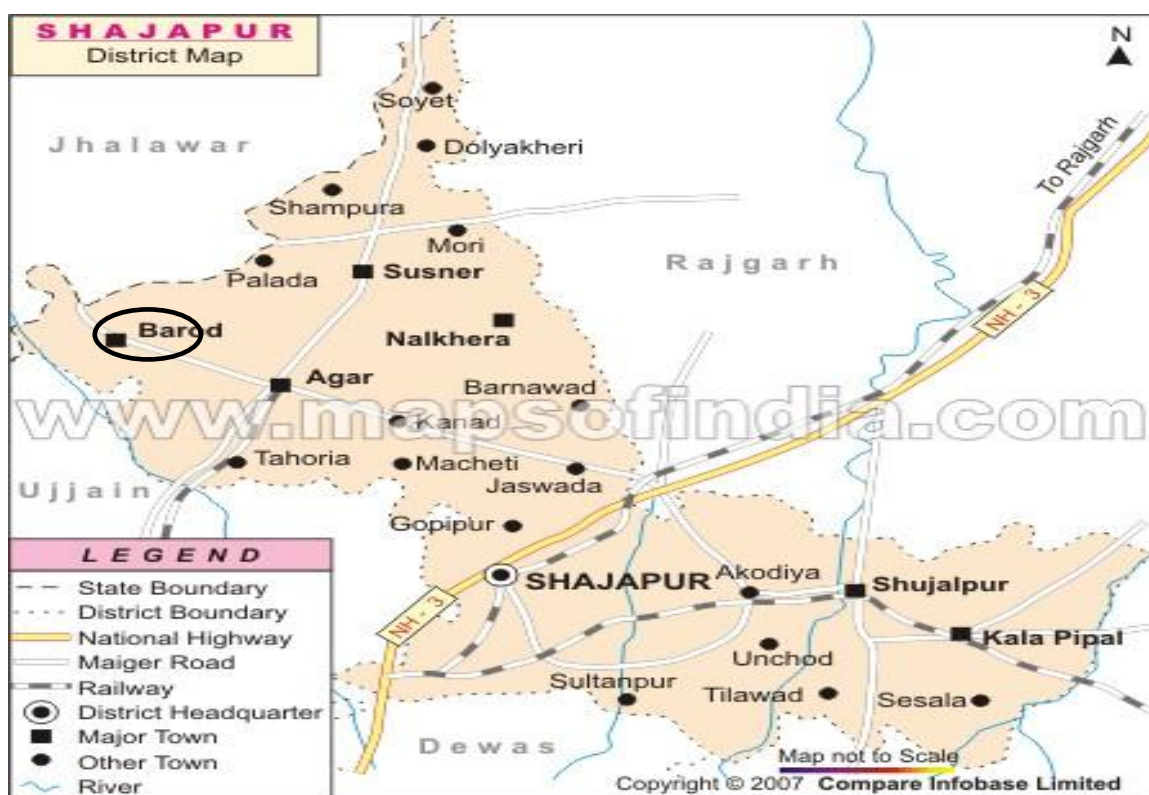 SHAJAPUR
District Map
N
Soyet
Jhalawar
Dolyakheri
To Rajgarh
Shampura
Mori
Rajgarh
Palada
Susner
NH - 3
Barod
Nalkhera
Agar
Barnawad
www.mapsofindia.com
Kanad
Tahoria
Macheti
Jaswada
Ujjain
Gopipur
SHAJAPUR
Akodiya
Shujalpur
NH - 3
Kala Pipal
Unchod
Sultanpur
Tilawad
Sesala
Dewas
LEGEND
State Boundary
District Boundary
National Highway
Maiger Road
Railway
District Headquarter
Major Town
Other Town
River
Map not to Scale
Copyright © 2007 Compare Infobase Limited